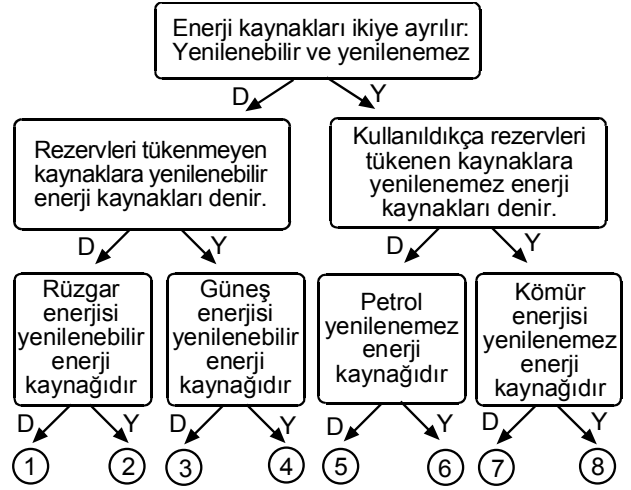 Enerji kaynakları ikiye ayrılır:
Yenilenebilir ve yenilenemez
D
Y
Rezervleri tükenmeyen
kaynaklara yenilenebilir
enerji kaynakları denir.
Kullanıldıkça rezervleri
tükenen kaynaklara
yenilenemez enerji
kaynakları denir.
D
Y
D
Y
Rüzgar
enerjisi
yenilenebilir
enerji
kaynağıdır
Güneş
enerjisi
yenilenebilir
enerji
kaynağıdır
Petrol
yenilenemez
enerji
kaynağıdır
Kömür
enerjisi
yenilenemez
enerji
kaynağıdır
D
Y
D
Y
D
Y
D
Y
1
2
3
4
5
6
7
8